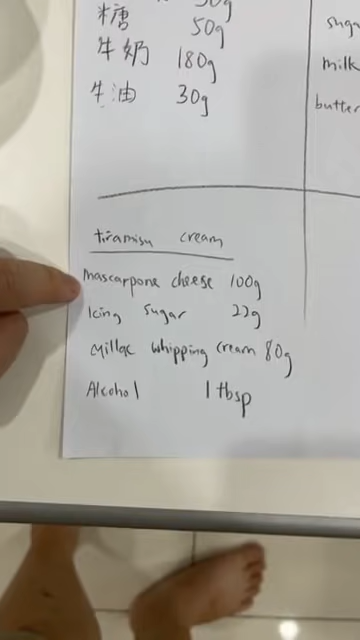 糖 50g
牛奶 180g
牛油 30g
suga
milk
butter
tiramisu cream
mascarpone cheese 100g
Icing sugar 22g
Millac whipping cream 80g
Alcohol 1 tbsp